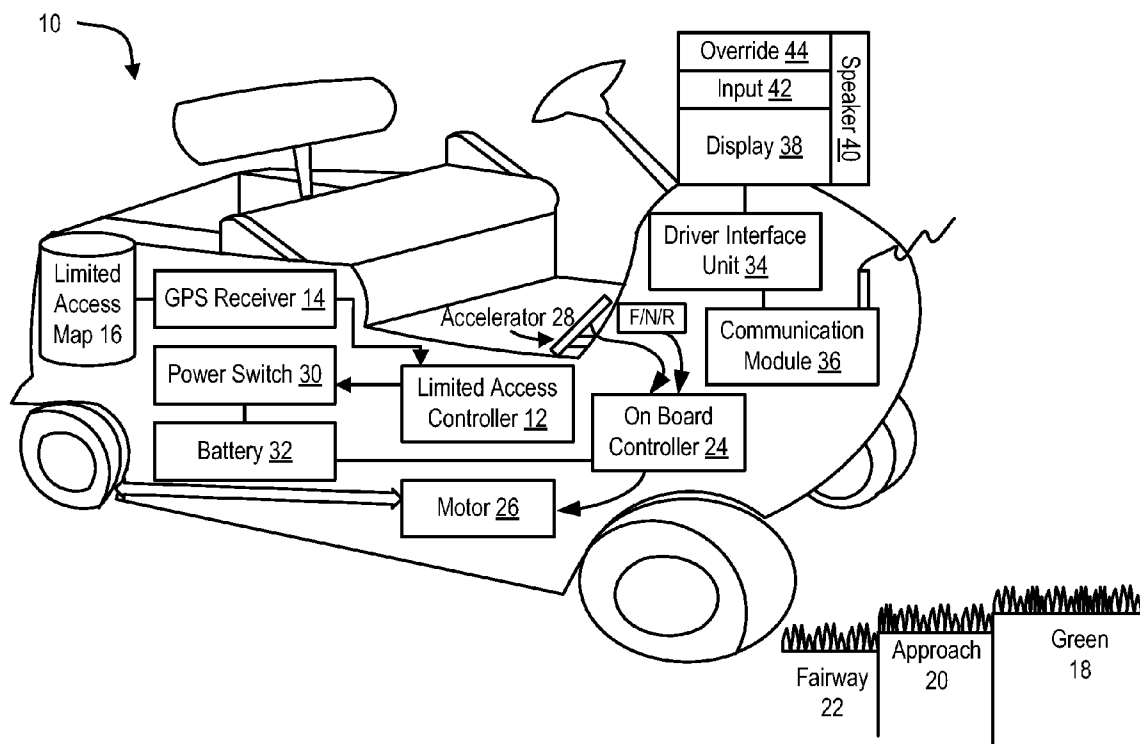 10
Override 44
Input 42
Display 38
Speaker 40
Limited
Access
Map 16
GPS Receiver 14
Driver Interface
Unit 34
Accelerator 28
F/N/R
Communication
Module 36
Power Switch 30
Limited Access
Controller 12
On Board
Controller 24
Battery 32
Motor 26
Fairway
22
Approach
20
Green
18